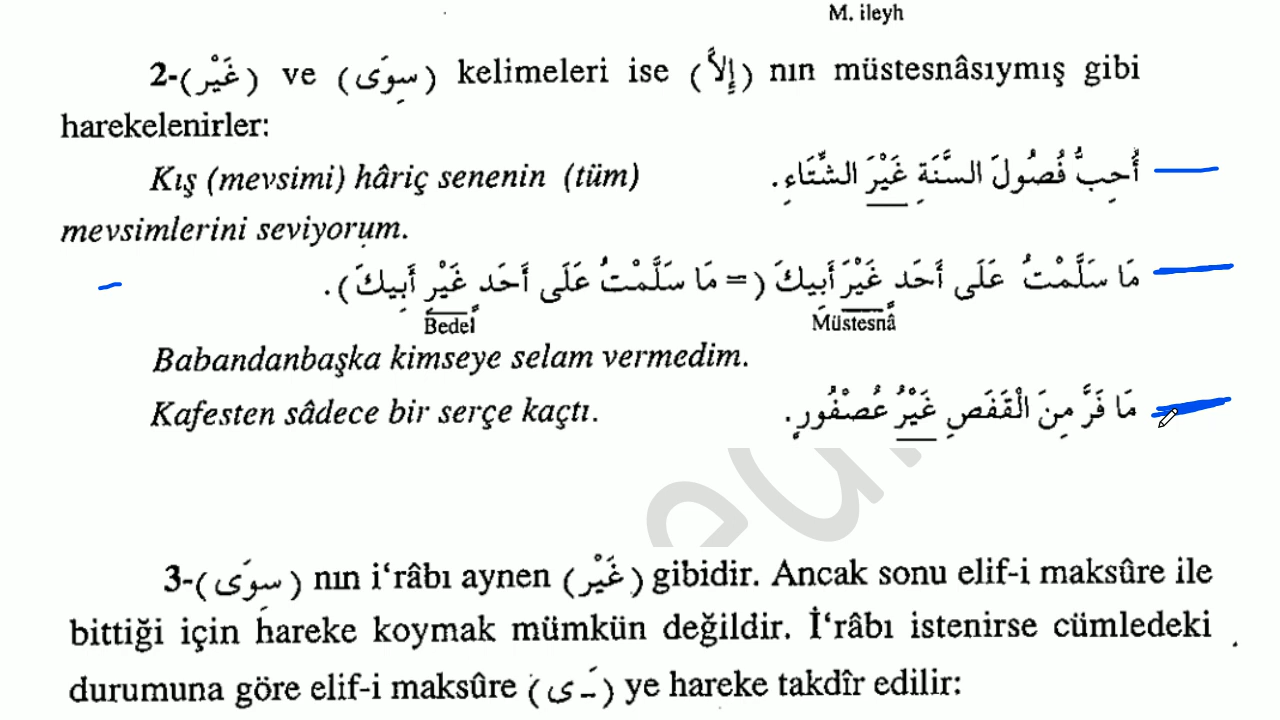 M. ileyh
2-(غَيْر) ve (سِوَى) kelimeleri ise (إِلاَّ) nın müstesnâsıymış gibi
harekelenirler:
Kış (mevsimi) hâriç senenin (tüm) أُحِبُّ فُصُولَ السَّنَةِ غَيْرَ الشِّتَاءِ.
mevsimlerini seviyorum.
مَا سَلَّمْتُ عَلَى أَحَدٍ غَيْرَ أَبِيكَ (= مَا سَلَّمْتُ عَلَى أَحَدٍ غَيْرِ أَبِيكَ).
Bedel Müstesnâ
Babandanbaşka kimseye selam vermedim.
Kafesten sâdece bir serçe kaçtı. مَا فَرَّ مِنَ الْقَفَصِ غَيْرُ عُصْفُورٍ.
3-(سِوَى) nın i‘râbı aynen (غَيْر) gibidir. Ancak sonu elif-i maksûre ile
bittiği için hareke koymak mümkün değildir. İ‘râbı istenirse cümledeki
durumuna göre elif-i maksûre (ـَ ى) ye hareke takdîr edilir: